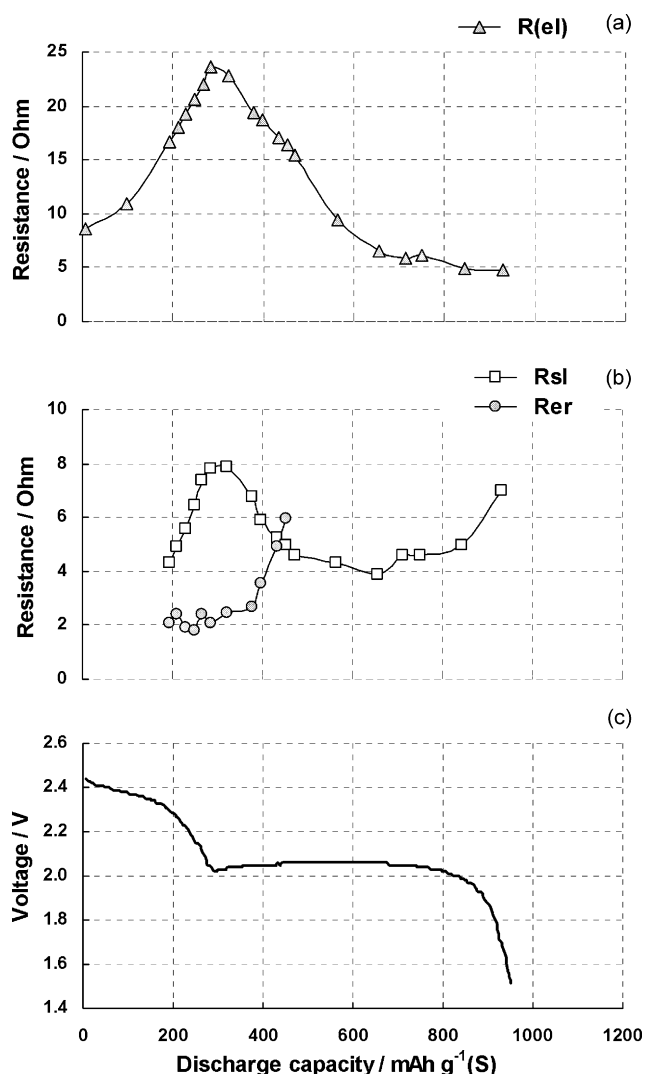 R(el) (a)
25
20
15
10
5
0
Resistance / Ohm
Rsl (b)
Rer
10
8
6
4
2
0
Resistance / Ohm
(c)
2.6
2.4
2.2
2.0
1.8
1.6
1.4
Voltage / V
0 200 400 600 800 1000 1200
Discharge capacity / mAh g⁻¹(S)